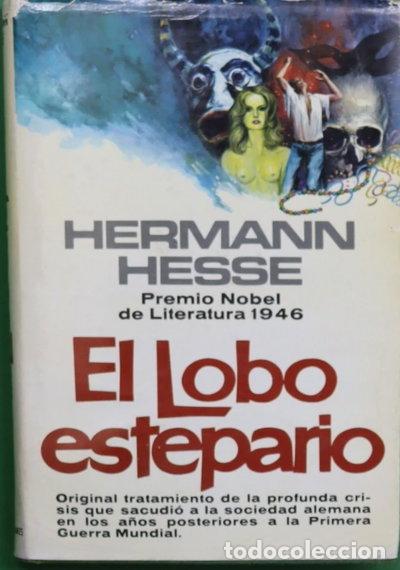 HERMANN
HESSE
Premio Nobel
de Literatura 1946
El Lobo
estepario
Original tratamiento de la profunda cri-
sis que sacudió a la sociedad alemana
en los años posteriores a la Primera
Guerra Mundial.
todocoleccion